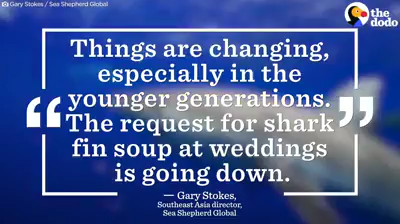 Gary Stokes / Sea Shepherd Global
the
dodo
Things are changing,
especially in the
younger generations.
“The request for shark”
fin soup at weddings
is going down.
— Gary Stokes,
Southeast Asia director,
Sea Shepherd Global